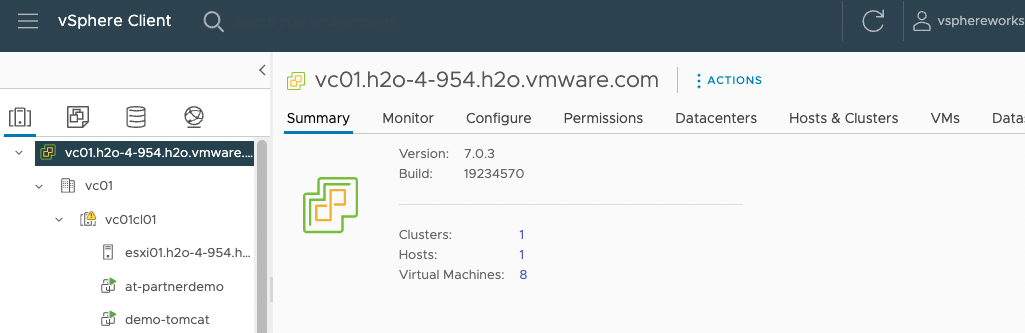 vSphere Client
vsphereworks
vc01.h2o-4-954.h2o.vmware.com
ACTIONS
Summary Monitor Configure Permissions Datacenters Hosts & Clusters VMs Datas
vc01.h2o-4-954.h2o.vmware....
vc01
vc01cl01
esxi01.h2o-4-954.h...
at-partnerdemo
demo-tomcat
Version: 7.0.3
Build: 19234570
Clusters: 1
Hosts: 1
Virtual Machines: 8